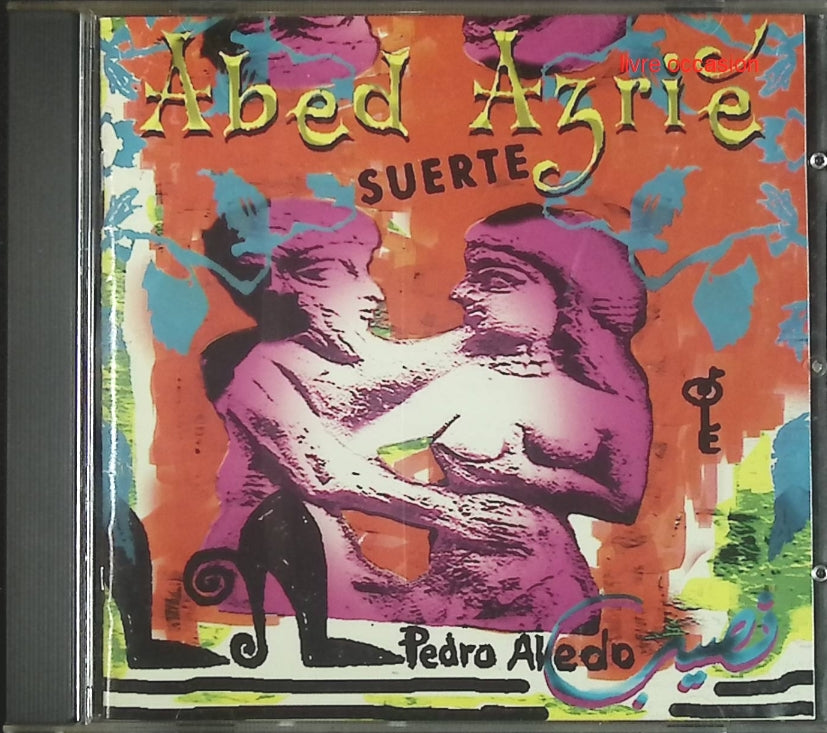 Abed Azrié
livre occasion
SUERTE
Pedro Aledo
نصيب